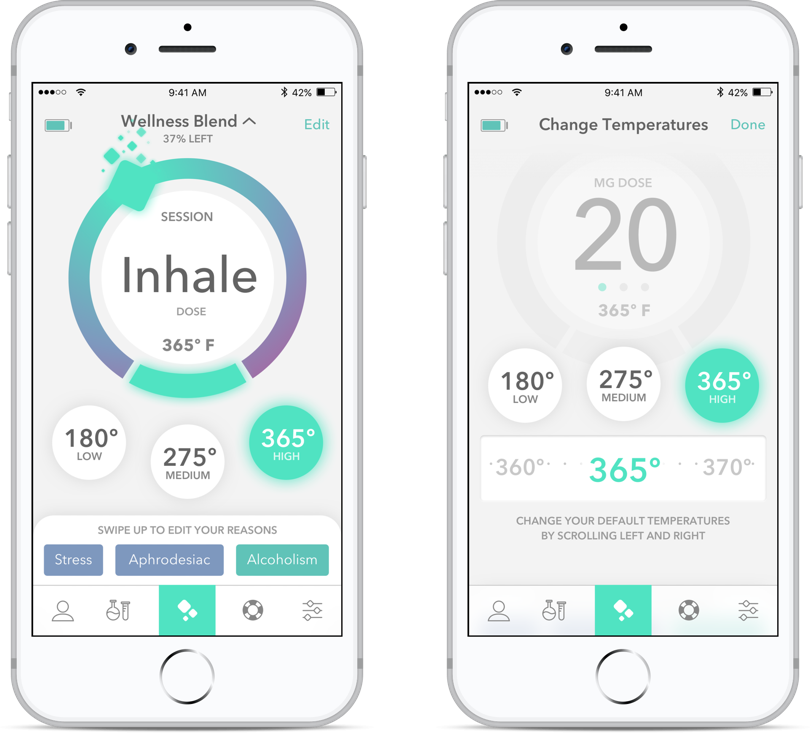 9:41 AM
42%
Wellness Blend
37% LEFT
Edit
SESSION
Inhale
DOSE
365° F
180°
LOW
275°
MEDIUM
365°
HIGH
SWIPE UP TO EDIT YOUR REASONS
Stress
Aphrodesiac
Alcoholism
9:41 AM
42%
Change Temperatures
Done
MG DOSE
20
365° F
180°
LOW
275°
MEDIUM
365°
HIGH
360° 365° 370°
CHANGE YOUR DEFAULT TEMPERATURES
BY SCROLLING LEFT AND RIGHT